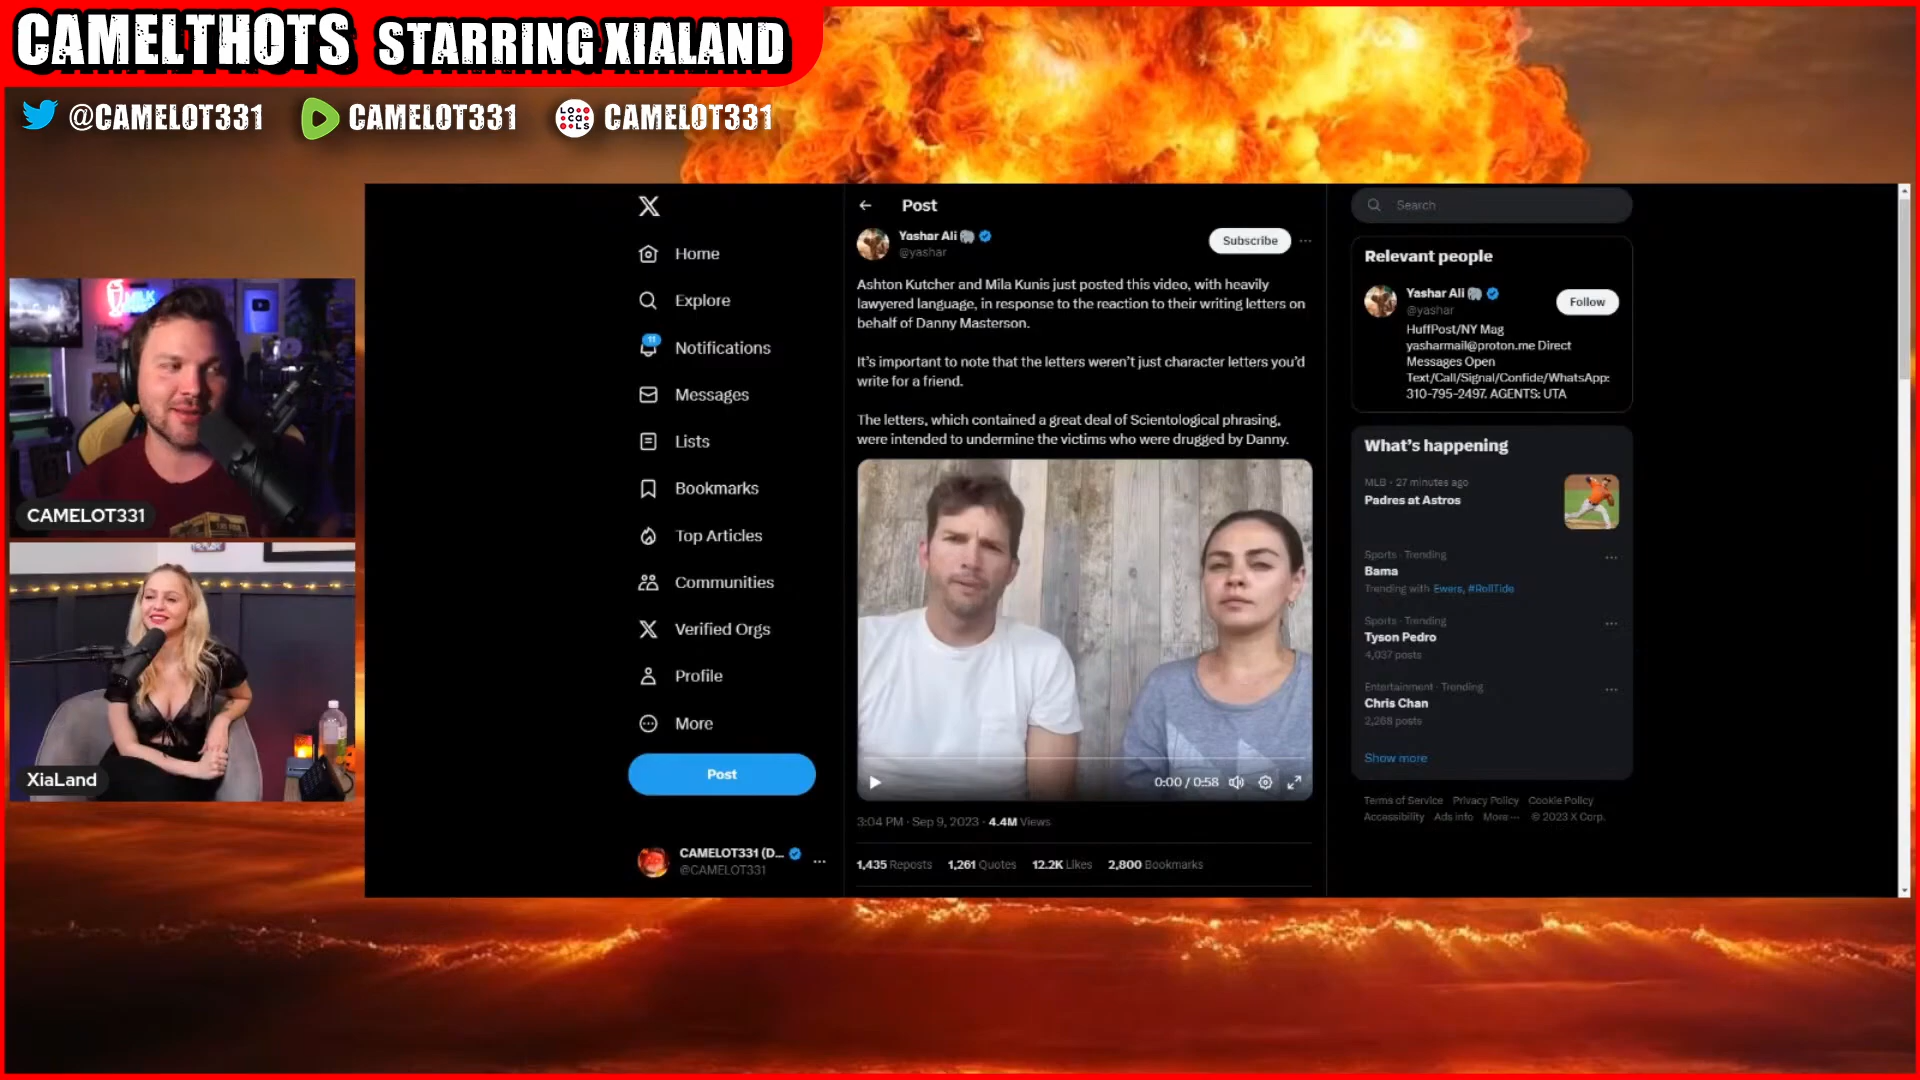 CAMELTHOTS STARRING XIALAND
@CAMELOT331 CAMELOT331 CAMELOT331
LO
ca
LS
MILK
CAMELOT331
XiaLand
Home
Explore
11
Notifications
Messages
Lists
Bookmarks
Top Articles
Communities
Verified Orgs
Profile
More
Post
CAMELOT331 (D...
@CAMELOT331
Post
Yashar Ali
@yashar
Subscribe
Ashton Kutcher and Mila Kunis just posted this video, with heavily
lawyered language, in response to the reaction to their writing letters on
behalf of Danny Masterson.
It's important to note that the letters weren't just character letters you'd
write for a friend.
The letters, which contained a great deal of Scientological phrasing,
were intended to undermine the victims who were drugged by Danny.
0:00 / 0:58
3:04 PM · Sep 9, 2023 · 4.4M Views
1,435 Reposts 1,261 Quotes 12.2K Likes 2,800 Bookmarks
Search
Relevant people
Yashar Ali
@yashar
Follow
HuffPost/NY Mag
yasharmail@proton.me Direct
Messages Open
Text/Call/Signal/Confide/WhatsApp:
310-795-2497. AGENTS: UTA
What's happening
MLB · 27 minutes ago
Padres at Astros
Sports · Trending
Bama
Trending with Ewers, #RollTide
Sports · Trending
Tyson Pedro
4,037 posts
Entertainment · Trending
Chris Chan
2,268 posts
Show more
Terms of Service Privacy Policy Cookie Policy
Accessibility Ads info More ··· © 2023 X Corp.